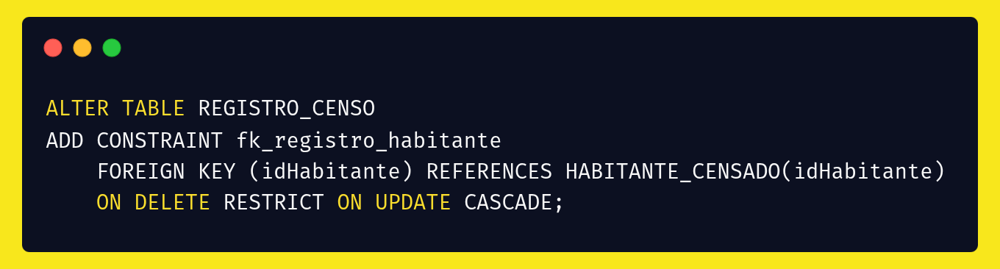 ALTER TABLE REGISTRO_CENSO
ADD CONSTRAINT fk_registro_habitante
    FOREIGN KEY (idHabitante) REFERENCES HABITANTE_CENSADO(idHabitante)
    ON DELETE RESTRICT ON UPDATE CASCADE;